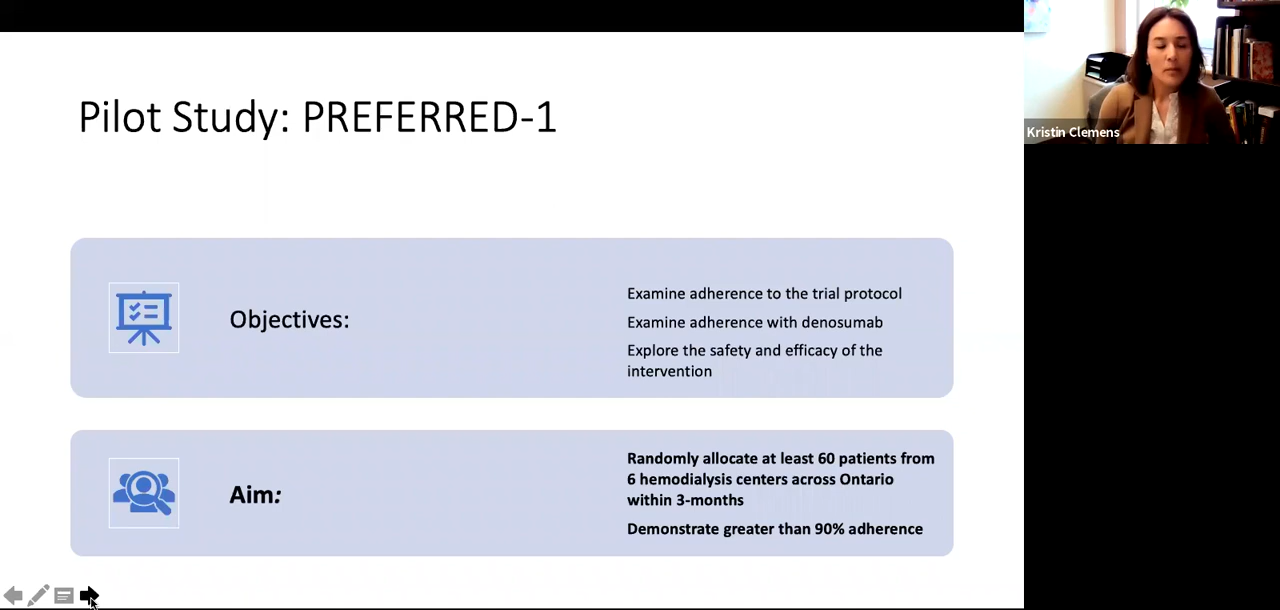 Pilot Study: PREFERRED-1
Objectives:
Examine adherence to the trial protocol
Examine adherence with denosumab
Explore the safety and efficacy of the
intervention
Aim:
Randomly allocate at least 60 patients from
6 hemodialysis centers across Ontario
within 3-months
Demonstrate greater than 90% adherence
Kristin Clemens